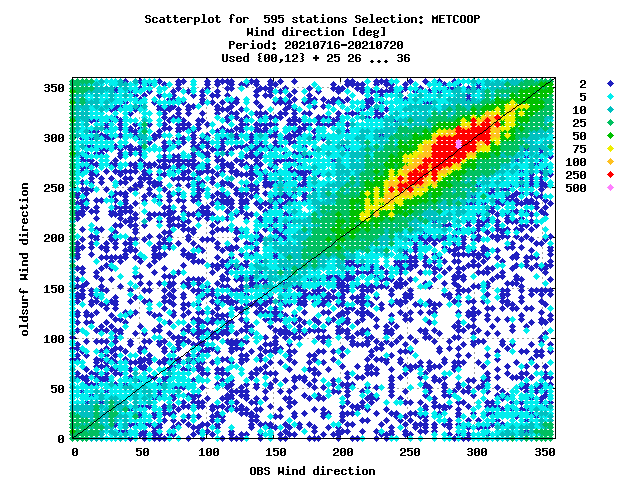 Scatterplot for 595 stations Selection: METCOOP
Wind direction [deg]
Period: 20210716-20210720
Used {00,12} + 25 26 ... 36
350
300
250
200
150
100
50
0
oldsurf Wind direction
0 50 100 150 200 250 300 350
OBS Wind direction
2
5
10
25
50
75
100
250
500